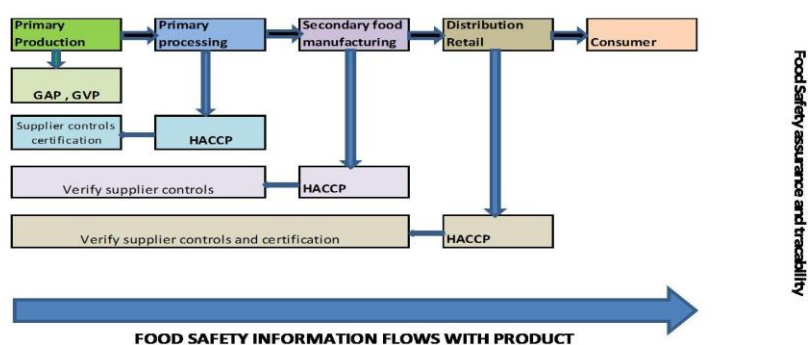 Primary
Production
Primary
processing
Secondary food
manufacturing
Distribution
Retail
Consumer
GAP , GVP
Supplier controls
certification
HACCP
Verify supplier controls
HACCP
Verify supplier controls and certification
HACCP
FOOD SAFETY INFORMATION FLOWS WITH PRODUCT
Food Safety assurance and tracability